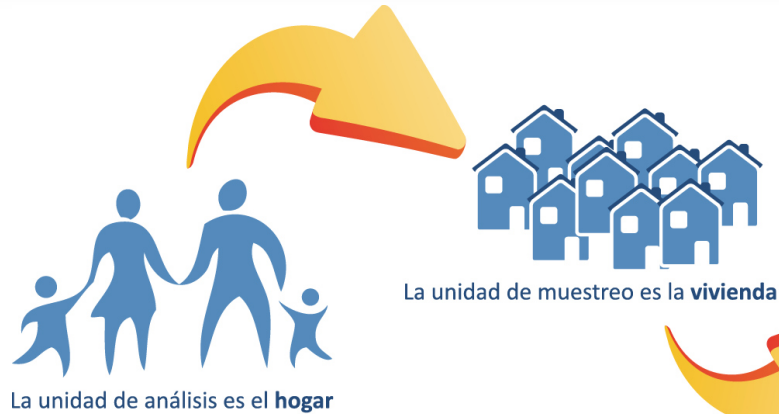 La unidad de muestreo es la vivienda
La unidad de análisis es el hogar